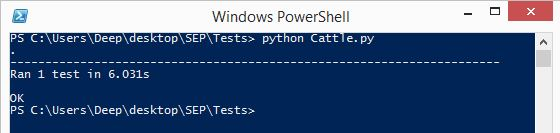 Windows PowerShell
PS C:\Users\Deep\desktop\SEP\Tests> python Cattle.py
.
----------------------------------------------------------------------
Ran 1 test in 6.031s
OK
PS C:\Users\Deep\desktop\SEP\Tests>